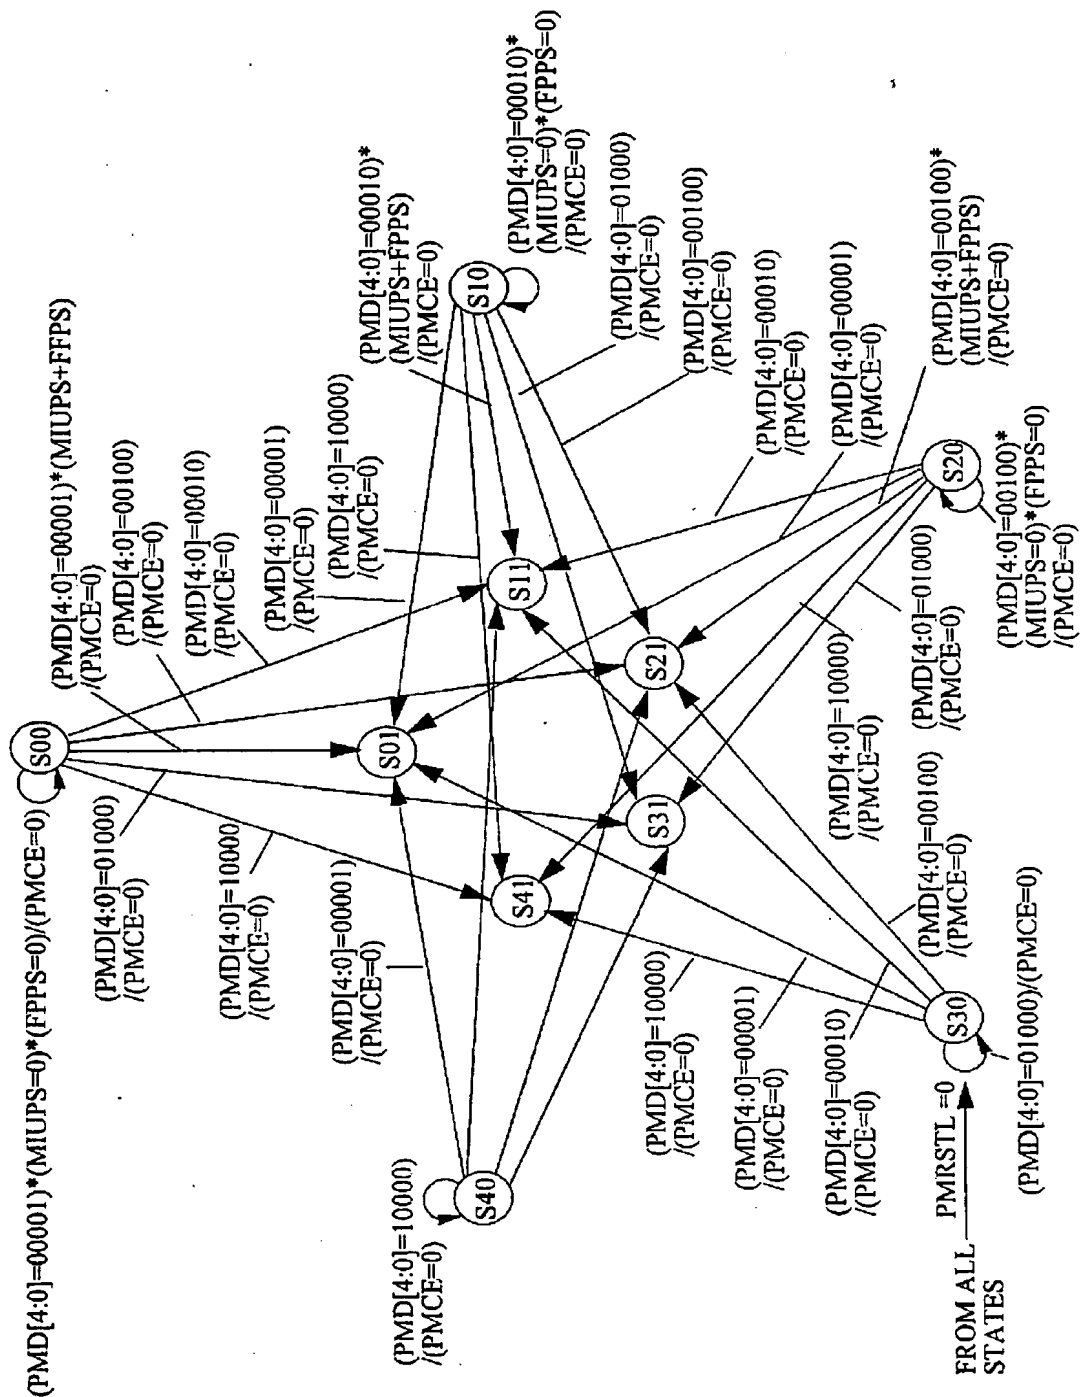 (PMD[4:0]=00001)*(MIUPS=0)*(FPPS=0)/(PMCE=0)
S00
(PMD[4:0]=00001)*(MIUPS+FFPS)
/(PMCE=0)
(PMD[4:0]=00100)
/(PMCE=0)
(PMD[4:0]=00010)
/(PMCE=0)
(PMD[4:0]=00001)
/(PMCE=0)
(PMD[4:0]=10000)
/(PMCE=0)
(PMD[4:0]=01000)
/(PMCE=0)
(PMD[4:0]=10000
/(PMCE=0)
(PMD[4:0]=00001)
/(PMCE=0)
(PMD[4:0]=10000)
/(PMCE=0)
S40
S01
S41
S11
S31
S21
(PMD[4:0]=00010)*
(MIUPS+FPPS)
/(PMCE=0)
S10
(PMD[4:0]=00010)*
(MIUPS=0)*(FPPS=0)
/(PMCE=0)
(PMD[4:0]=01000)
/(PMCE=0)
(PMD[4:0]=00100)
/(PMCE=0)
(PMD[4:0]=00010)
/(PMCE=0)
(PMD[4:0]=00001)
/(PMCE=0)
(PMD[4:0]=00100)*
(MIUPS+FPPS)
/(PMCE=0)
S20
(PMD[4:0]=00100)*
(MIUPS=0)*(FPPS=0)
/(PMCE=0)
(PMD[4:0]=01000)
/(PMCE=0)
(PMD[4:0]=10000)
/(PMCE=0)
(PMD[4:0]=00100)
/(PMCE=0)
(PMD[4:0]=10000)
/(PMCE=0)
(PMD[4:0]=00001)
/(PMCE=0)
(PMD[4:0]=00010)
/(PMCE=0)
S30
PMRSTL =0
FROM ALL
STATES
(PMD[4:0]=01000)/(PMCE=0)